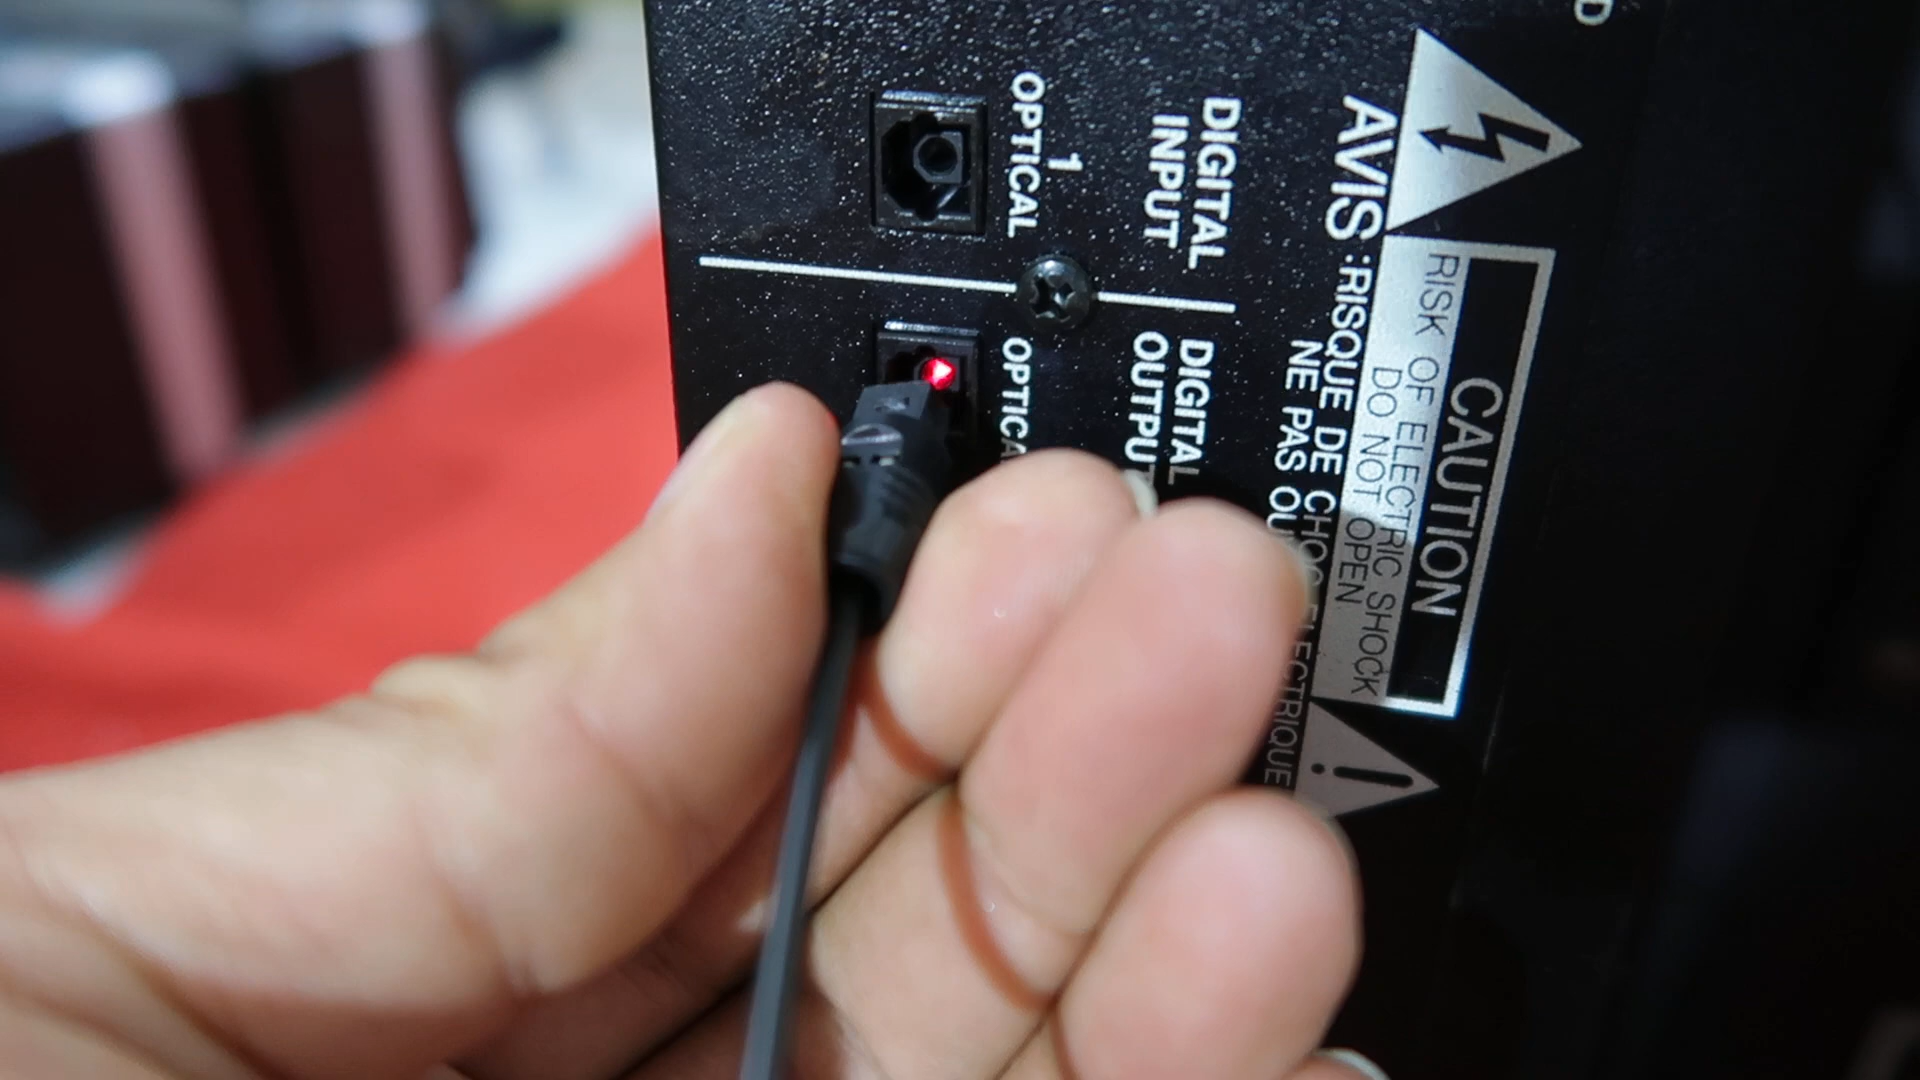 D
DIGITAL
INPUT
1
OPTICAL
DIGITAL
OUTPUT
OPTICA
CAUTION
RISK OF ELECTRIC SHOCK
DO NOT OPEN
AVIS : RISQUE DE CHOC ELECTRIQUE
NE PAS OU